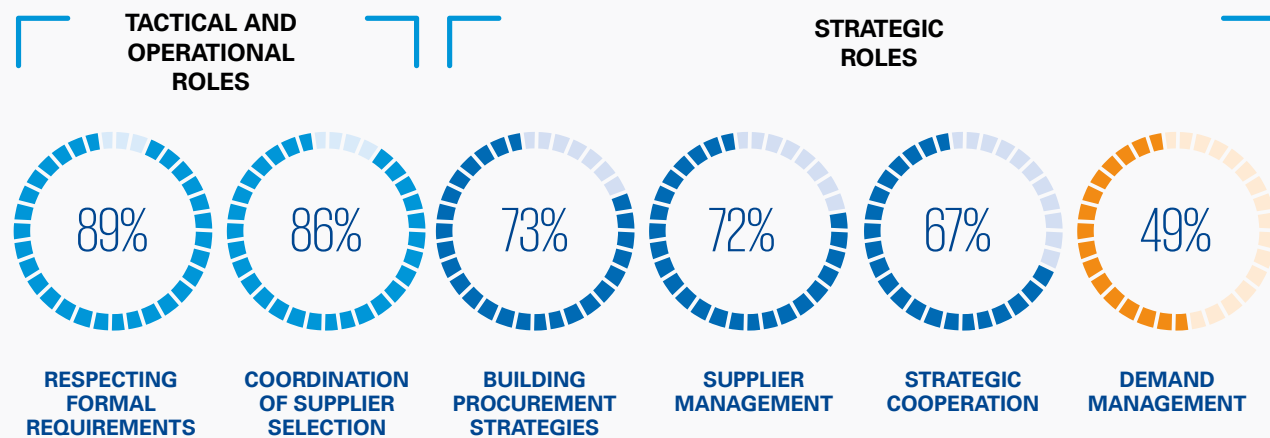 TACTICAL AND
OPERATIONAL
ROLES
STRATEGIC
ROLES
89%
86%
73%
72%
67%
49%
RESPECTING
FORMAL
REQUIREMENTS
COORDINATION
OF SUPPLIER
SELECTION
BUILDING
PROCUREMENT
STRATEGIES
SUPPLIER
MANAGEMENT
STRATEGIC
COOPERATION
DEMAND
MANAGEMENT